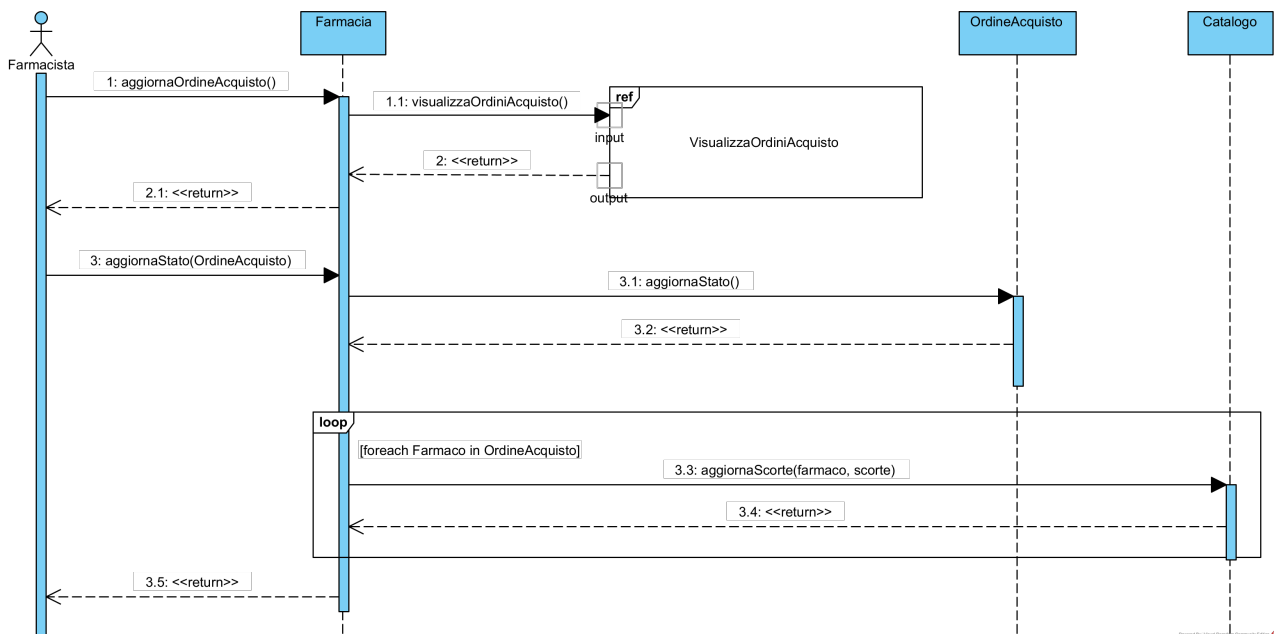 Farmacista
Farmacia
OrdineAcquisto
Catalogo
1: aggiornaOrdineAcquisto()
1.1: visualizzaOrdiniAcquisto()
ref
input
VisualizzaOrdiniAcquisto
2: <<return>>
output
2.1: <<return>>
3: aggiornaStato(OrdineAcquisto)
3.1: aggiornaStato()
3.2: <<return>>
loop
[foreach Farmaco in OrdineAcquisto]
3.3: aggiornaScorte(farmaco, scorte)
3.4: <<return>>
3.5: <<return>>